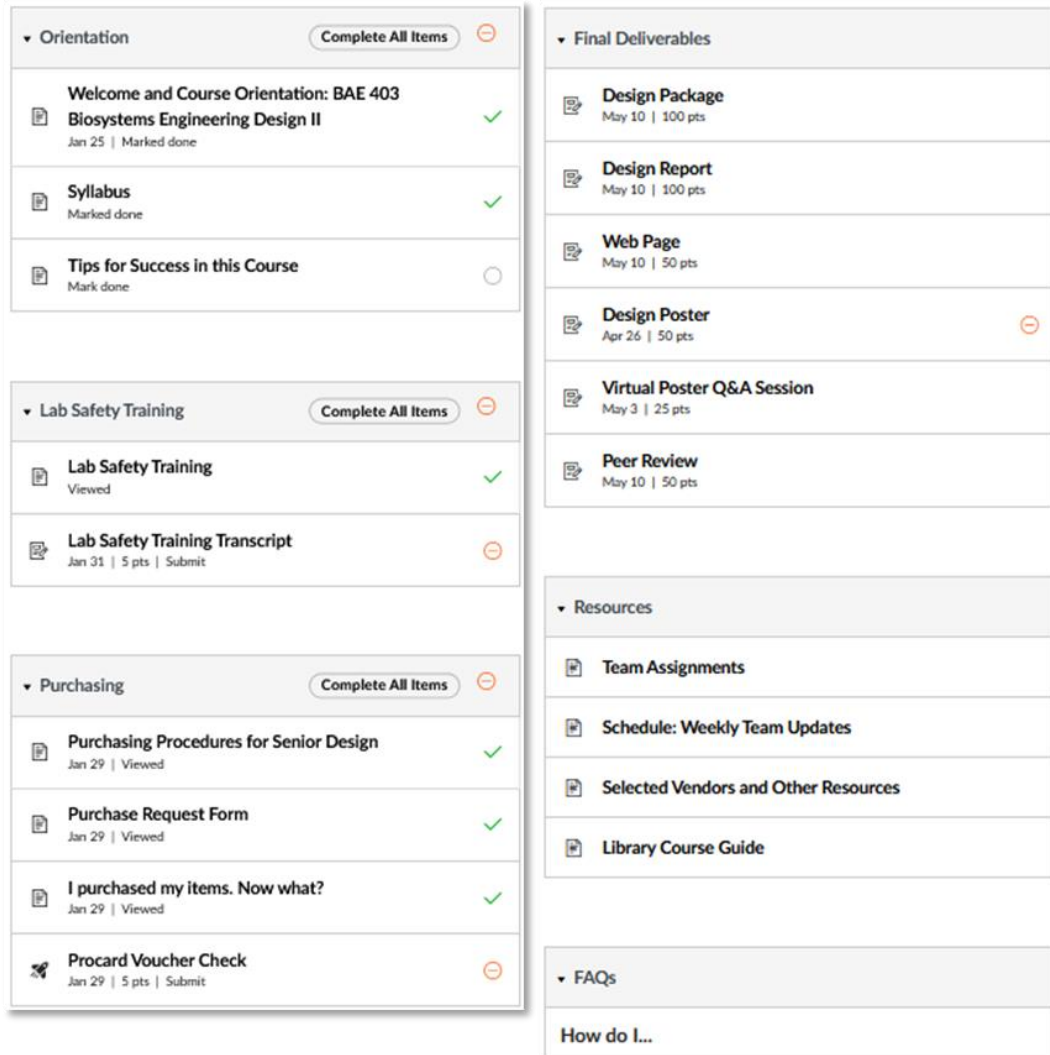 Orientation
Complete All Items
Welcome and Course Orientation: BAE 403
Biosystems Engineering Design II
Jan 25 | Marked done
Syllabus
Marked done
Tips for Success in this Course
Mark done
Lab Safety Training
Complete All Items
Lab Safety Training
Viewed
Lab Safety Training Transcript
Jan 31 | 5 pts | Submit
Purchasing
Complete All Items
Purchasing Procedures for Senior Design
Jan 29 | Viewed
Purchase Request Form
Jan 29 | Viewed
I purchased my items. Now what?
Jan 29 | Viewed
Procard Voucher Check
Jan 29 | 5 pts | Submit
Final Deliverables
Design Package
May 10 | 100 pts
Design Report
May 10 | 100 pts
Web Page
May 10 | 50 pts
Design Poster
Apr 26 | 50 pts
Virtual Poster Q&A Session
May 3 | 25 pts
Peer Review
May 10 | 50 pts
Resources
Team Assignments
Schedule: Weekly Team Updates
Selected Vendors and Other Resources
Library Course Guide
FAQs
How do I...